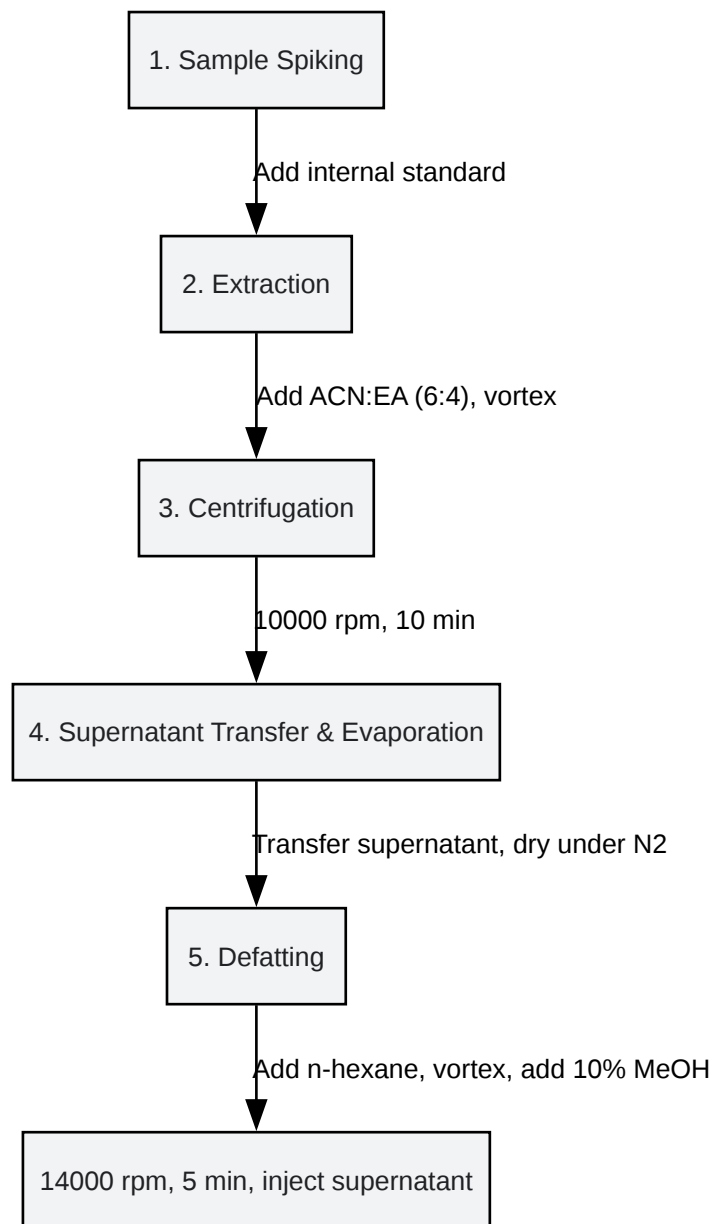 1. Sample Spiking
Add internal standard
2. Extraction
Add ACN:EA (6:4), vortex
3. Centrifugation
10000 rpm, 10 min
4. Supernatant Transfer & Evaporation
Transfer supernatant, dry under N2
5. Defatting
Add n-hexane, vortex, add 10% MeOH
14000 rpm, 5 min, inject supernatant